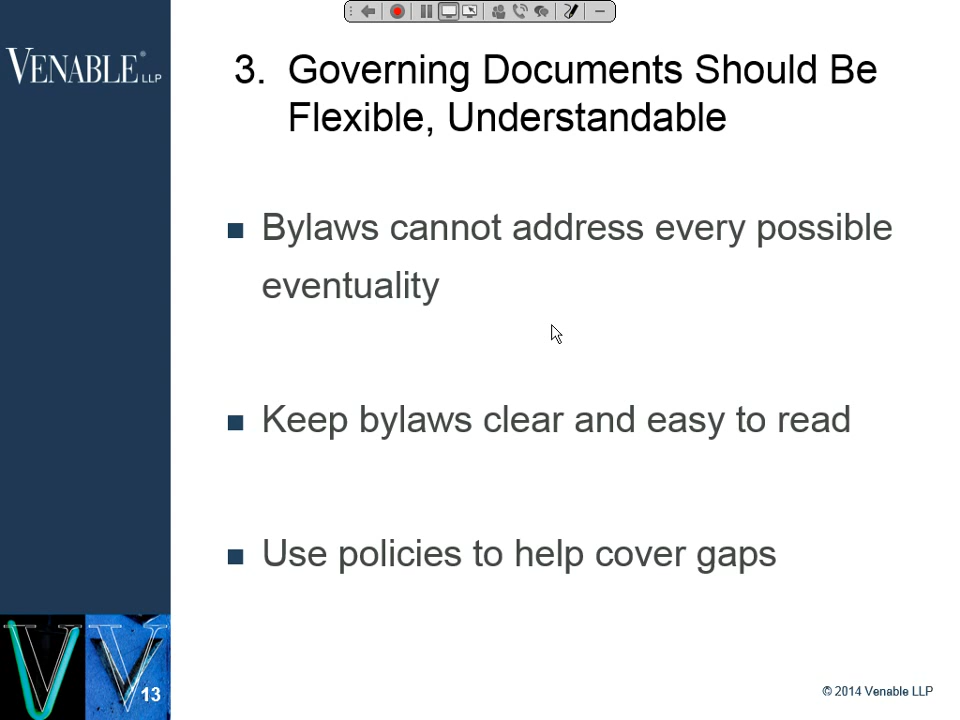 VENABLE® LLP
3. Governing Documents Should Be
Flexible, Understandable
Bylaws cannot address every possible
eventuality
Keep bylaws clear and easy to read
Use policies to help cover gaps
V V
13
© 2014 Venable LLP